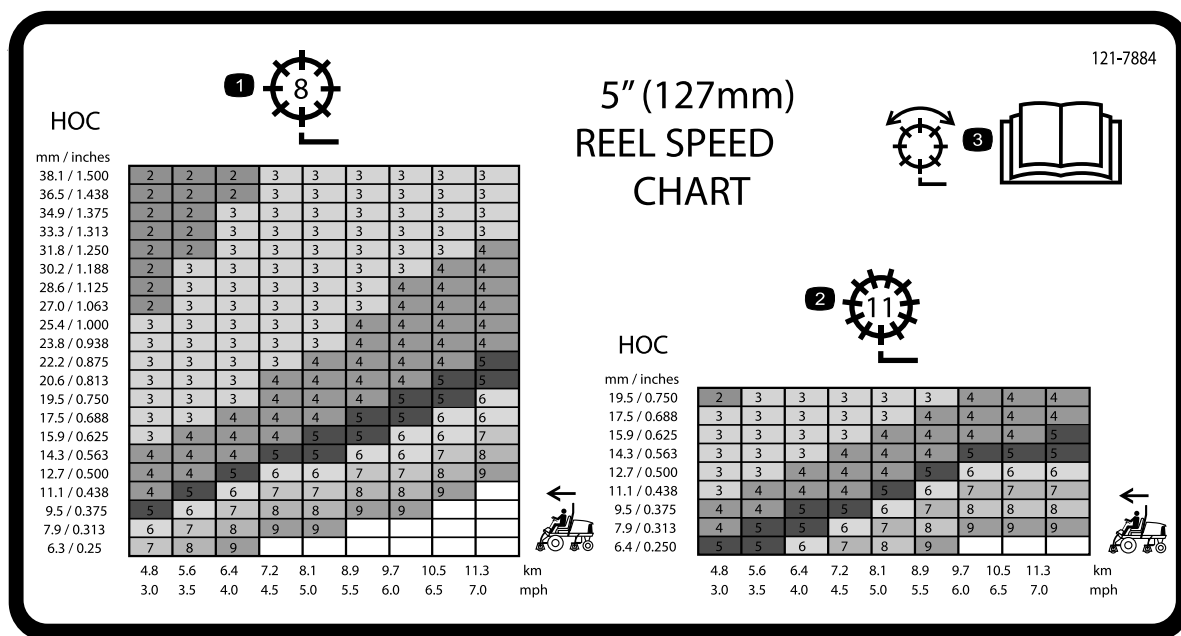 121-7884
1
8
5" (127mm)
REEL SPEED
CHART
3
HOC
mm / inches
38.1 / 1.500 2 2 2 3 3 3 3 3 3
36.5 / 1.438 2 2 2 3 3 3 3 3 3
34.9 / 1.375 2 2 3 3 3 3 3 3 3
33.3 / 1.313 2 2 3 3 3 3 3 3 3
31.8 / 1.250 2 2 3 3 3 3 3 3 4
30.2 / 1.188 2 3 3 3 3 3 3 4 4
28.6 / 1.125 2 3 3 3 3 3 4 4 4
27.0 / 1.063 2 3 3 3 3 3 4 4 4
25.4 / 1.000 3 3 3 3 3 4 4 4 4
23.8 / 0.938 3 3 3 3 3 4 4 4 4
22.2 / 0.875 3 3 3 3 4 4 4 4 5
20.6 / 0.813 3 3 3 4 4 4 4 5 5
19.5 / 0.750 3 3 3 4 4 4 5 5 6
17.5 / 0.688 3 3 4 4 4 5 5 6 6
15.9 / 0.625 3 4 4 4 5 5 6 6 7
14.3 / 0.563 4 4 4 5 5 6 6 7 8
12.7 / 0.500 4 4 5 6 6 7 7 8 9
11.1 / 0.438 4 5 6 7 7 8 8 9
9.5 / 0.375 5 6 7 8 8 9 9
7.9 / 0.313 6 7 8 9 9
6.3 / 0.25 7 8 9
4.8 5.6 6.4 7.2 8.1 8.9 9.7 10.5 11.3 km
3.0 3.5 4.0 4.5 5.0 5.5 6.0 6.5 7.0 mph
2
11
HOC
mm / inches
19.5 / 0.750 2 3 3 3 3 3 4 4 4
17.5 / 0.688 3 3 3 3 3 4 4 4 4
15.9 / 0.625 3 3 3 3 4 4 4 4 5
14.3 / 0.563 3 3 3 4 4 4 5 5 5
12.7 / 0.500 3 3 4 4 4 5 6 6 6
11.1 / 0.438 3 4 4 4 5 6 7 7 7
9.5 / 0.375 4 4 5 5 6 7 8 8 8
7.9 / 0.313 4 5 5 6 7 8 9 9 9
6.4 / 0.250 5 5 6 7 8 9
4.8 5.6 6.4 7.2 8.1 8.9 9.7 10.5 11.3 km
3.0 3.5 4.0 4.5 5.0 5.5 6.0 6.5 7.0 mph